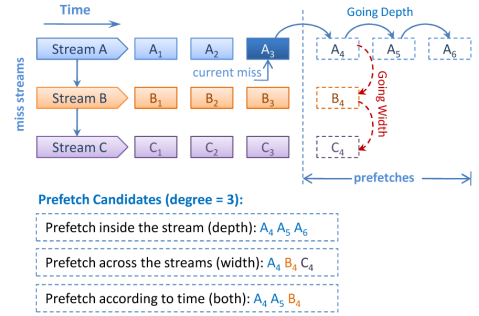 Time
Going Depth
Stream A A1 A2 A3 A4 A5 A6
current miss
miss streams
Stream B B1 B2 B3 B4
Going Width
Stream C C1 C2 C3 C4
prefetches
Prefetch Candidates (degree = 3):
Prefetch inside the stream (depth): A4 A5 A6
Prefetch across the streams (width): A4 B4 C4
Prefetch according to time (both): A4 A5 B4